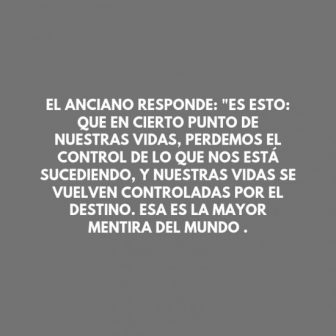 EL ANCIANO RESPONDE: "ES ESTO:
QUE EN CIERTO PUNTO DE
NUESTRAS VIDAS, PERDEMOS EL
CONTROL DE LO QUE NOS ESTÁ
SUCEDIENDO, Y NUESTRAS VIDAS SE
VUELVEN CONTROLADAS POR EL
DESTINO. ESA ES LA MAYOR
MENTIRA DEL MUNDO .